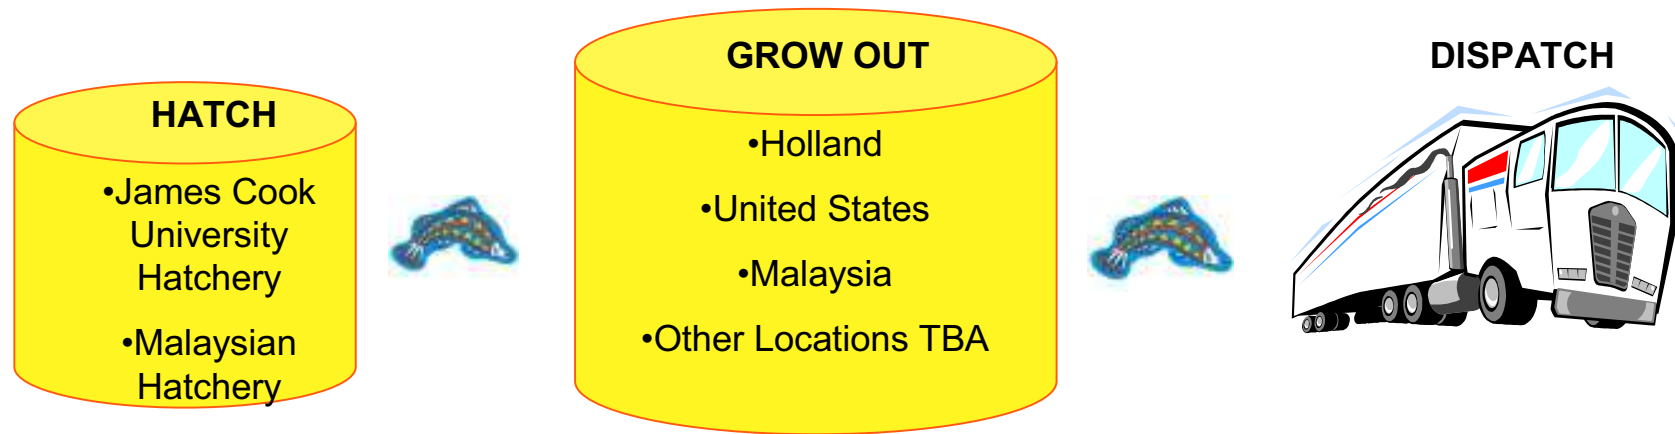 HATCH
•James Cook
University
Hatchery
•Malaysian
Hatchery
GROW OUT
•Holland
•United States
•Malaysia
•Other Locations TBA
DISPATCH